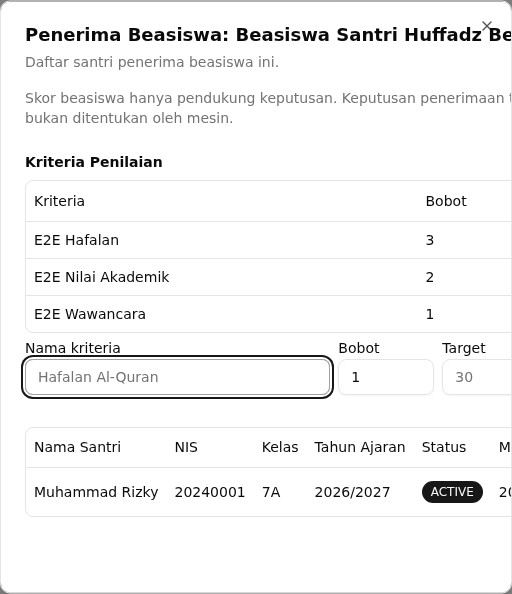 Penerima Beasiswa: Beasiswa Santri Huffadz Be
Daftar santri penerima beasiswa ini.
Skor beasiswa hanya pendukung keputusan. Keputusan penerimaan t
bukan ditentukan oleh mesin.
Kriteria Penilaian
Kriteria Bobot
E2E Hafalan 3
E2E Nilai Akademik 2
E2E Wawancara 1
Nama kriteria Bobot Target
Hafalan Al-Quran 1 30
Nama Santri NIS Kelas Tahun Ajaran Status M
Muhammad Rizky 20240001 7A 2026/2027 ACTIVE 20